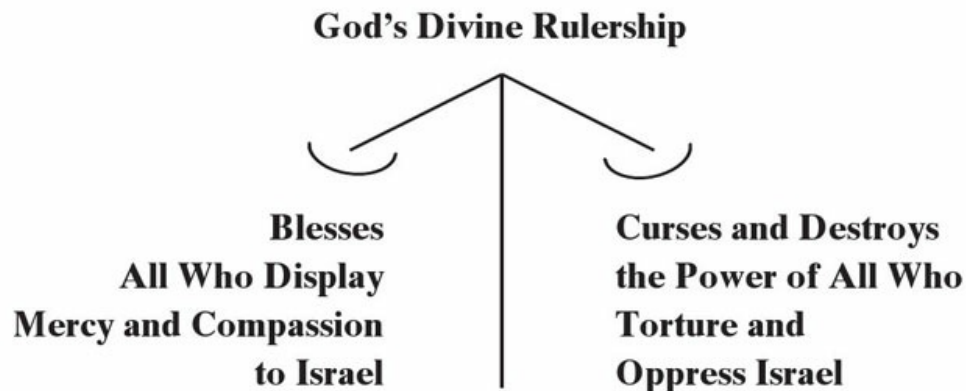 God’s Divine Rulership
Blesses
All Who Display
Mercy and Compassion
to Israel
Curses and Destroys
the Power of All Who
Torture and
Oppress Israel